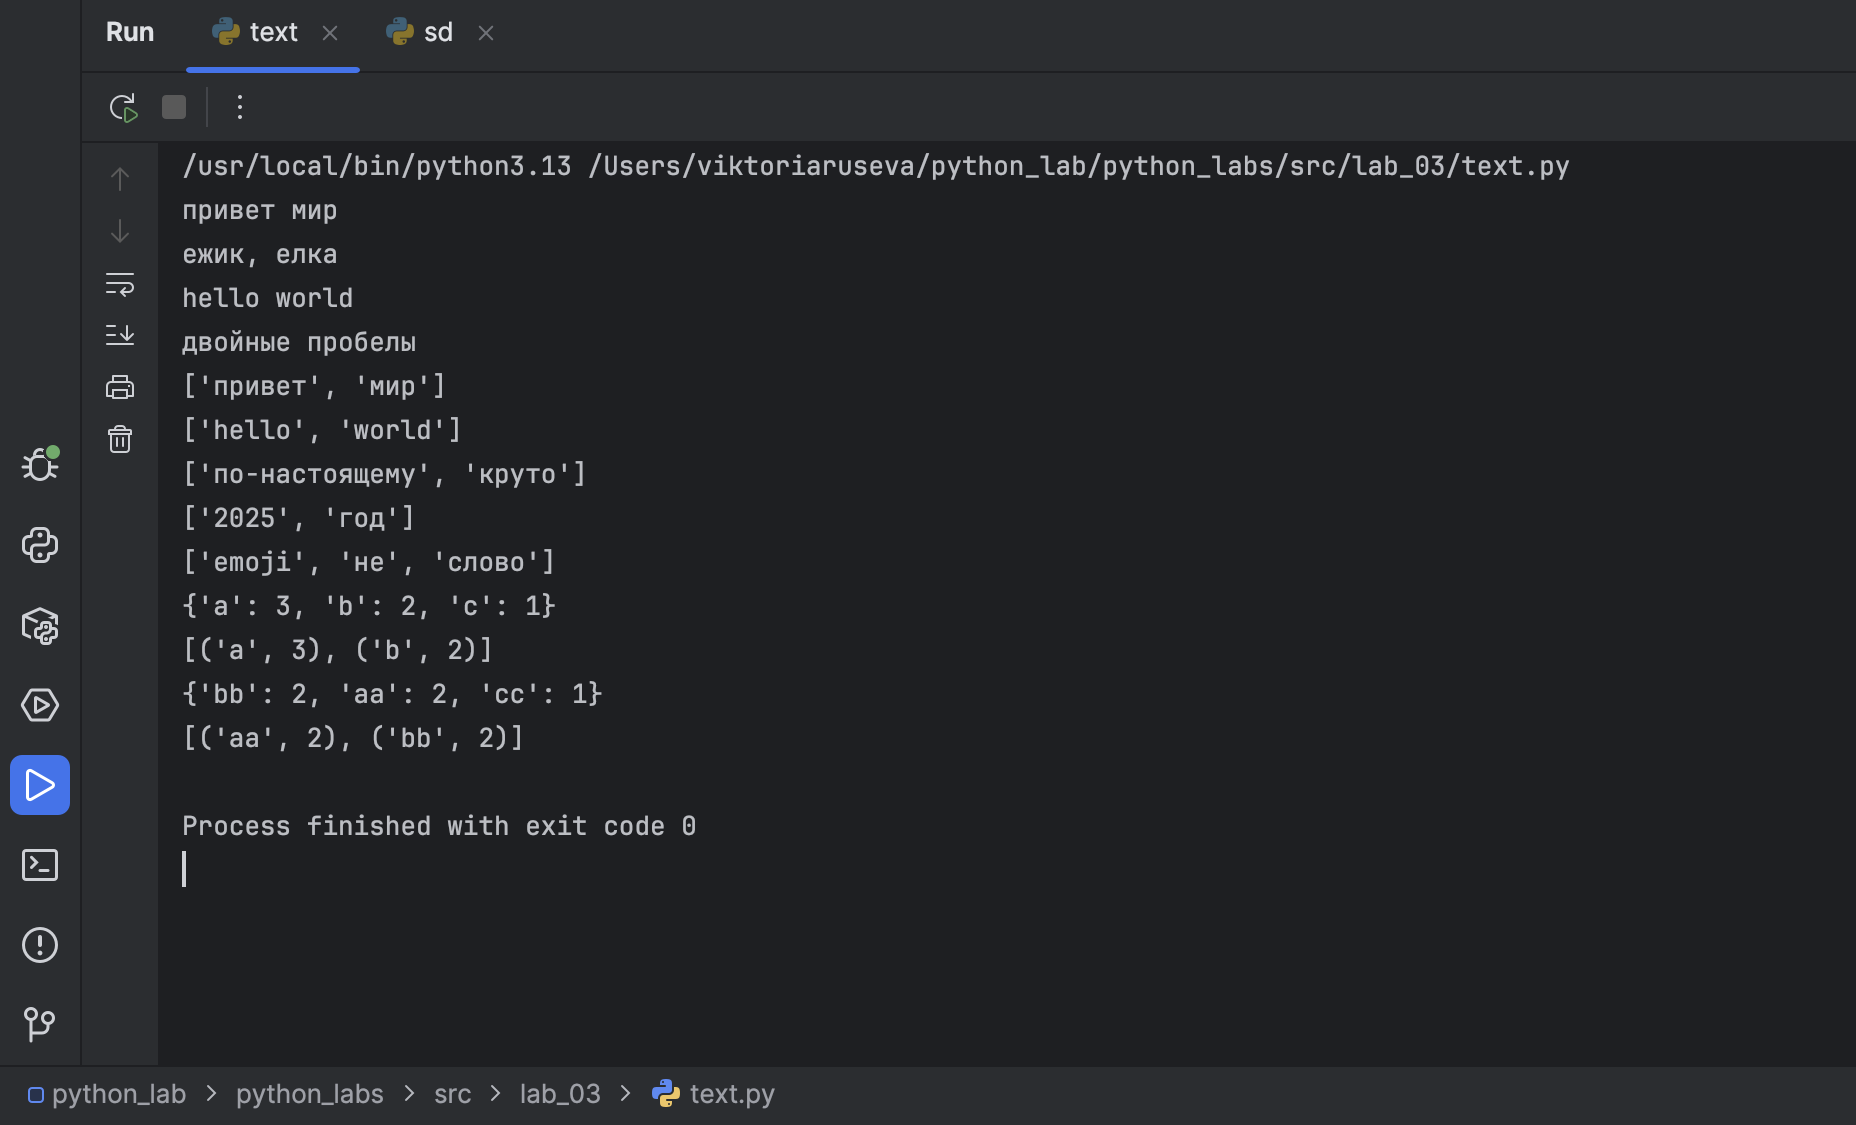 Run text sd
/usr/local/bin/python3.13 /Users/viktoriaruseva/python_lab/python_labs/src/lab_03/text.py
привет мир
ежик, елка
hello world
двойные пробелы
['привет', 'мир']
['hello', 'world']
['по-настоящему', 'круто']
['2025', 'год']
['emoji', 'не', 'слово']
{'a': 3, 'b': 2, 'c': 1}
[('a', 3), ('b', 2)]
{'bb': 2, 'aa': 2, 'cc': 1}
[('aa', 2), ('bb', 2)]
Process finished with exit code 0
python_lab > python_labs > src > lab_03 > text.py